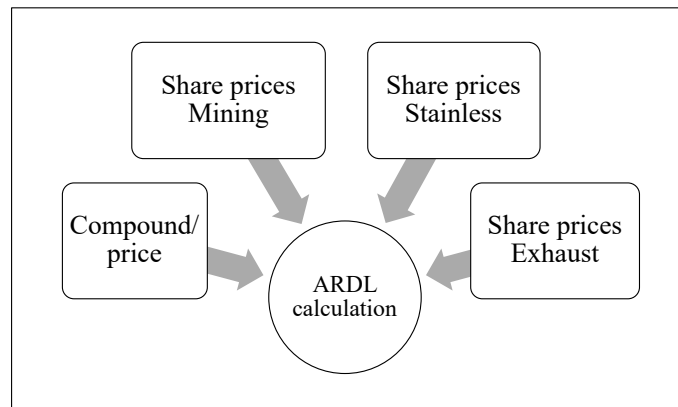 Share prices
Mining
Share prices
Stainless
Compound/
price
Share prices
Exhaust
ARDL
calculation